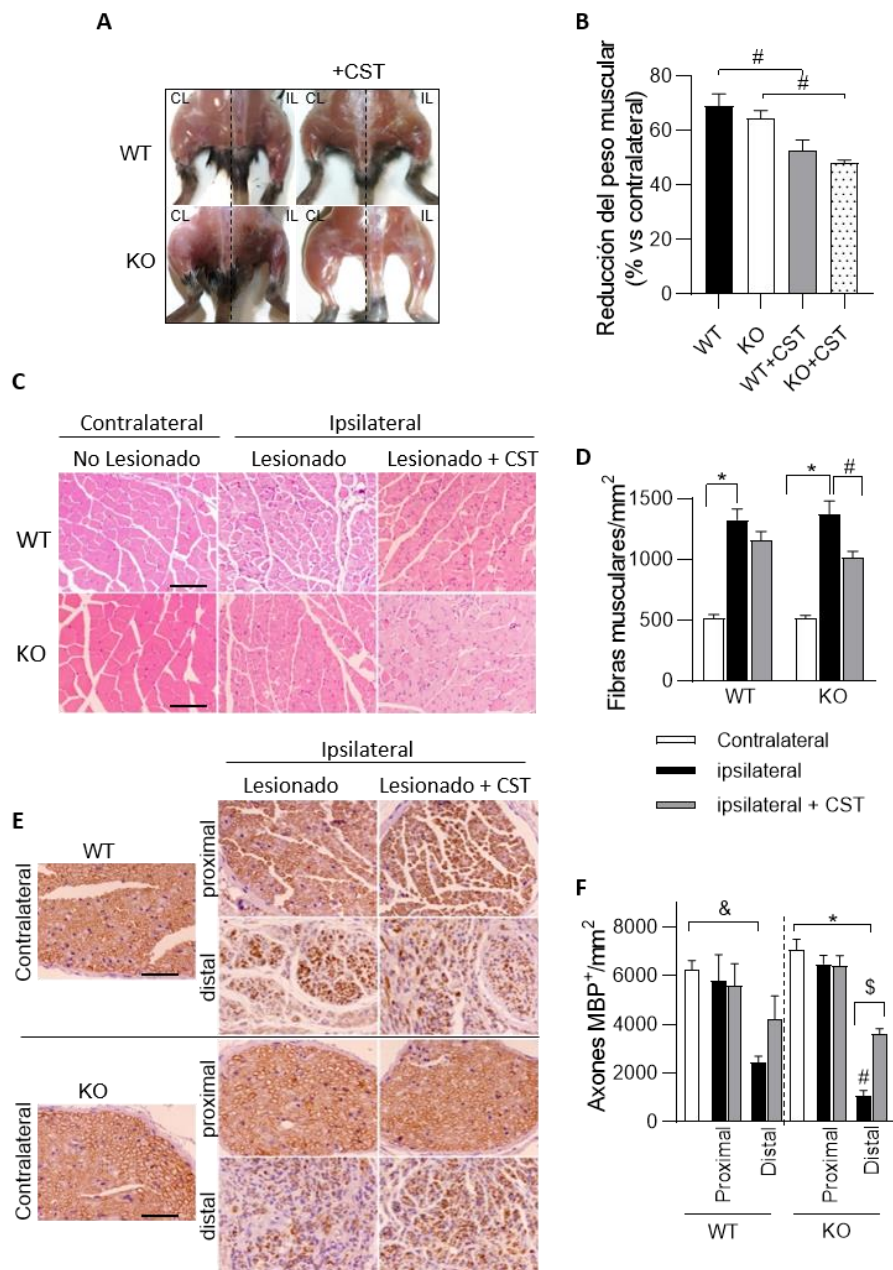 A
+CST
CL IL CL IL
WT
CL IL CL IL
KO
B
Reducción del peso muscular
(% vs contralateral)
80
60
40
20
0
# #
WT KO WT+CST KO+CST
C
Contralateral Ipsilateral
No Lesionado Lesionado Lesionado + CST
WT
KO
D
Fibras musculares/mm2
1500
1000
500
0
* * #
WT KO
Contralateral
ipsilateral
ipsilateral + CST
E
Ipsilateral
Lesionado Lesionado + CST
WT
Contralateral
proximal
distal
KO
Contralateral
proximal
distal
F
Axones MBP+/mm2
8000
6000
4000
2000
0
& * $ #
Proximal Distal Proximal Distal
WT KO